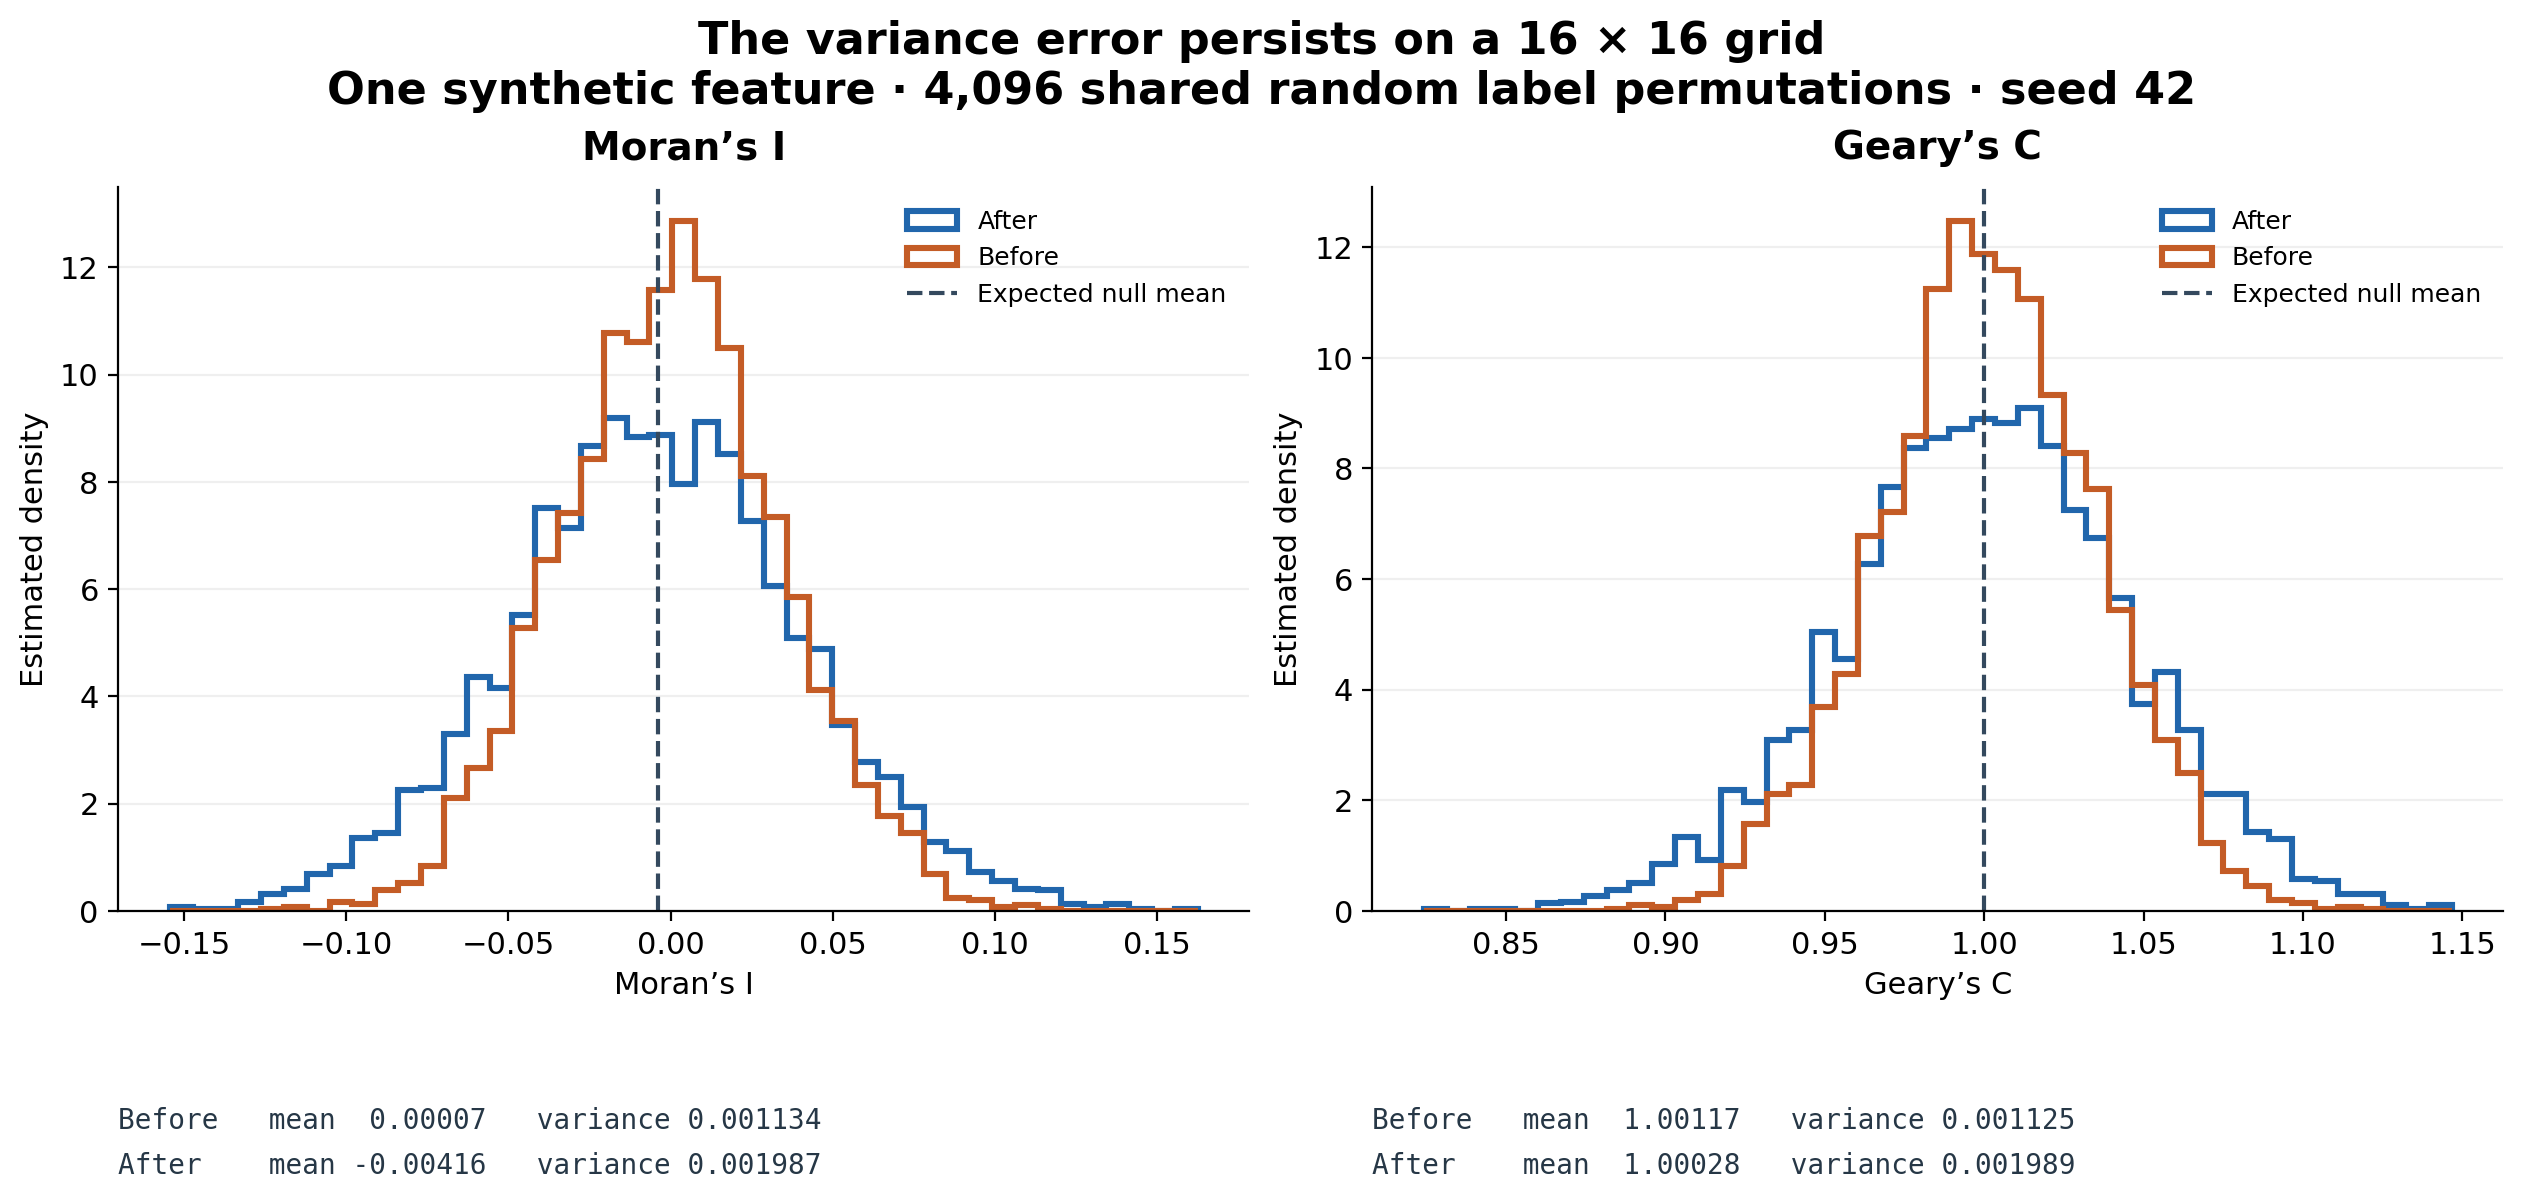 The variance error persists on a 16 × 16 grid
One synthetic feature · 4,096 shared random label permutations · seed 42
Moran’s I
After
Before
Expected null mean
Estimated density
12
10
8
6
4
2
0
−0.15
−0.10
−0.05
0.00
0.05
0.10
0.15
Moran’s I
Before mean 0.00007 variance 0.001134
After mean -0.00416 variance 0.001987
Geary’s C
After
Before
Expected null mean
Estimated density
12
10
8
6
4
2
0
0.85
0.90
0.95
1.00
1.05
1.10
1.15
Geary’s C
Before mean 1.00117 variance 0.001125
After mean 1.00028 variance 0.001989